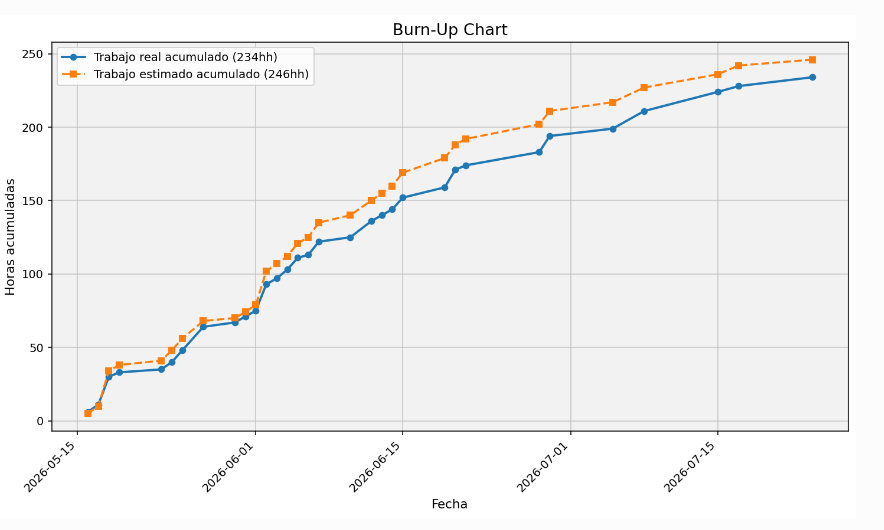 Burn-Up Chart
Trabajo real acumulado (234hh)
Trabajo estimado acumulado (246hh)
Horas acumuladas
250
200
150
100
50
0
2026-05-15
2026-06-01
2026-06-15
2026-07-01
2026-07-15
Fecha